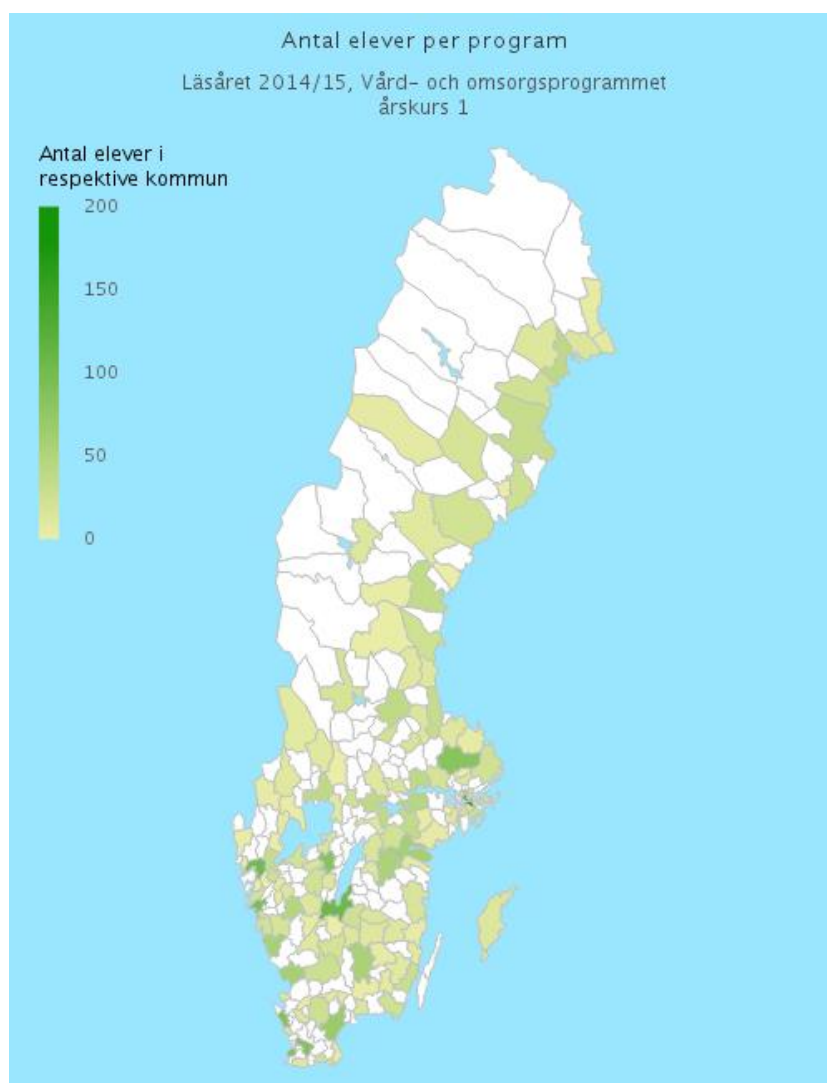 Antal elever per program
Läsåret 2014/15, Vård- och omsorgsprogrammet
årskurs 1
Antal elever i
respektive kommun
200
150
100
50
0